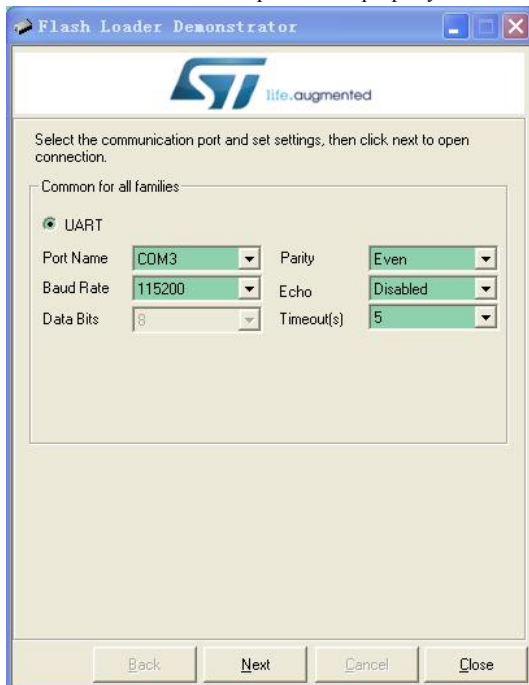 Flash Loader Demonstrator
ST life.augmented
Select the communication port and set settings, then click next to open
connection.
Common for all families
UART
Port Name COM3 Parity Even
Baud Rate 115200 Echo Disabled
Data Bits 8 Timeout(s) 5
Back Next Cancel Close